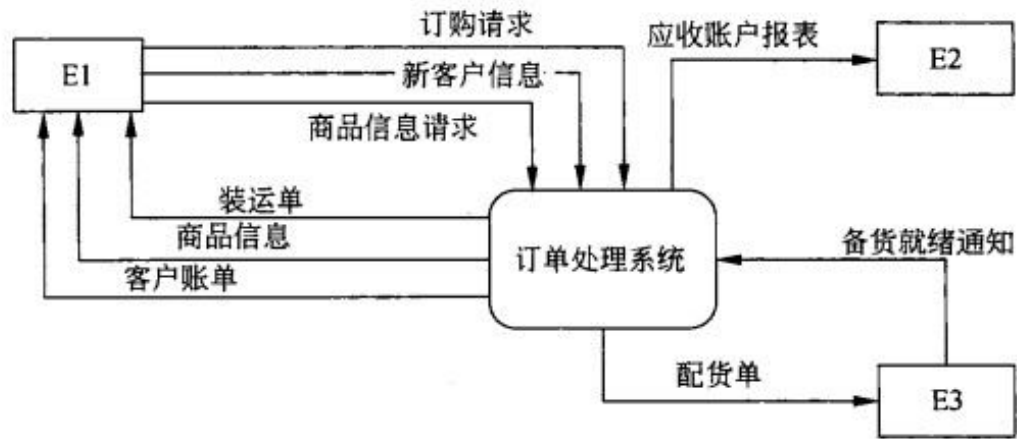 订购请求
应收账户报表
E1
新客户信息
E2
商品信息请求
装运单
商品信息
订单处理系统
备货就绪通知
客户账单
配货单
E3